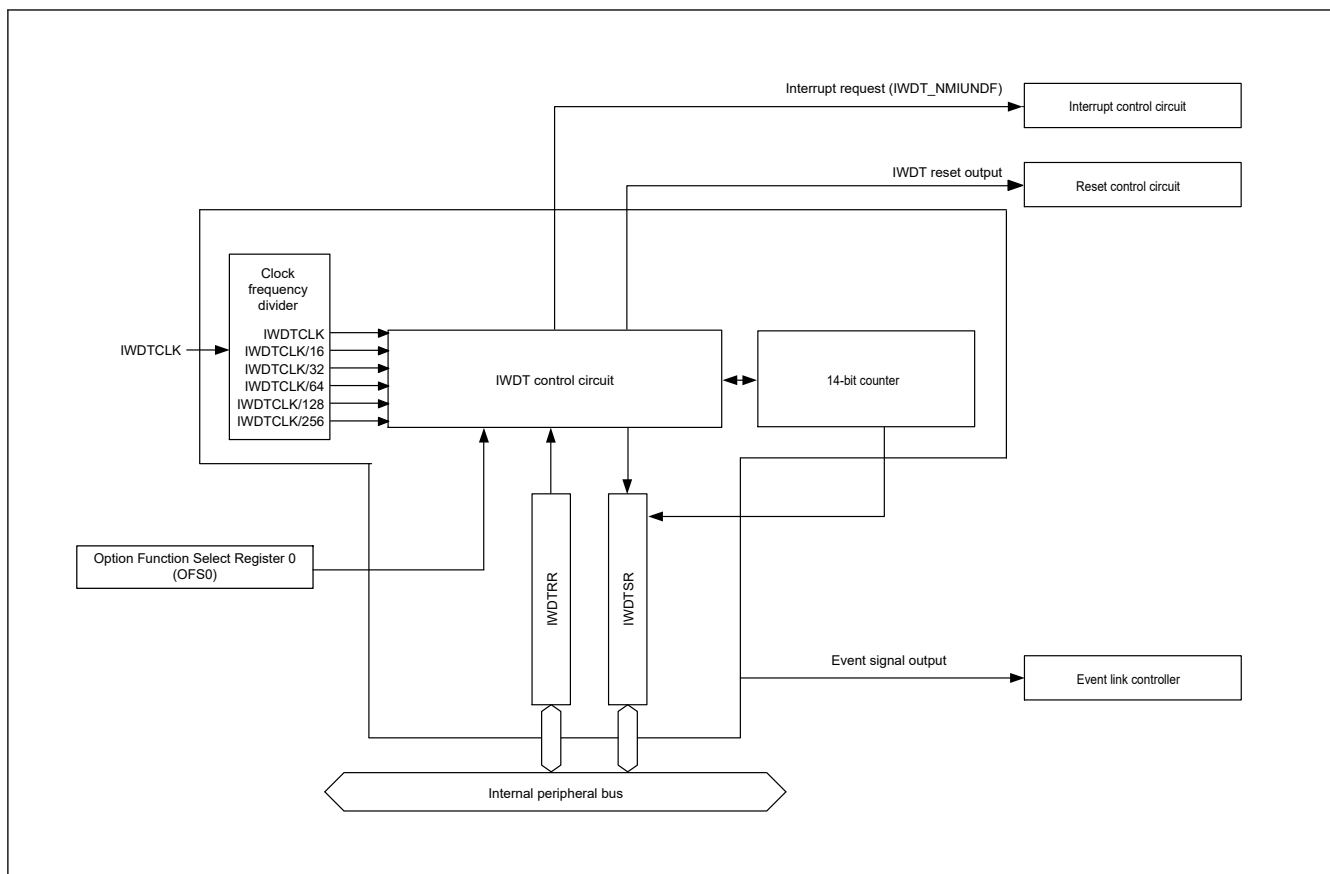 Interrupt request (IWDT_NMIUNDF)
Interrupt control circuit
IWDT reset output
Reset control circuit
Clock
frequency
divider
IWDTCLK
IWDTCLK
IWDTCLK/16
IWDTCLK/32
IWDTCLK/64
IWDTCLK/128
IWDTCLK/256
IWDT control circuit
14-bit counter
Option Function Select Register 0
(OFS0)
IWDTRR
IWDTSR
Event signal output
Event link controller
Internal peripheral bus